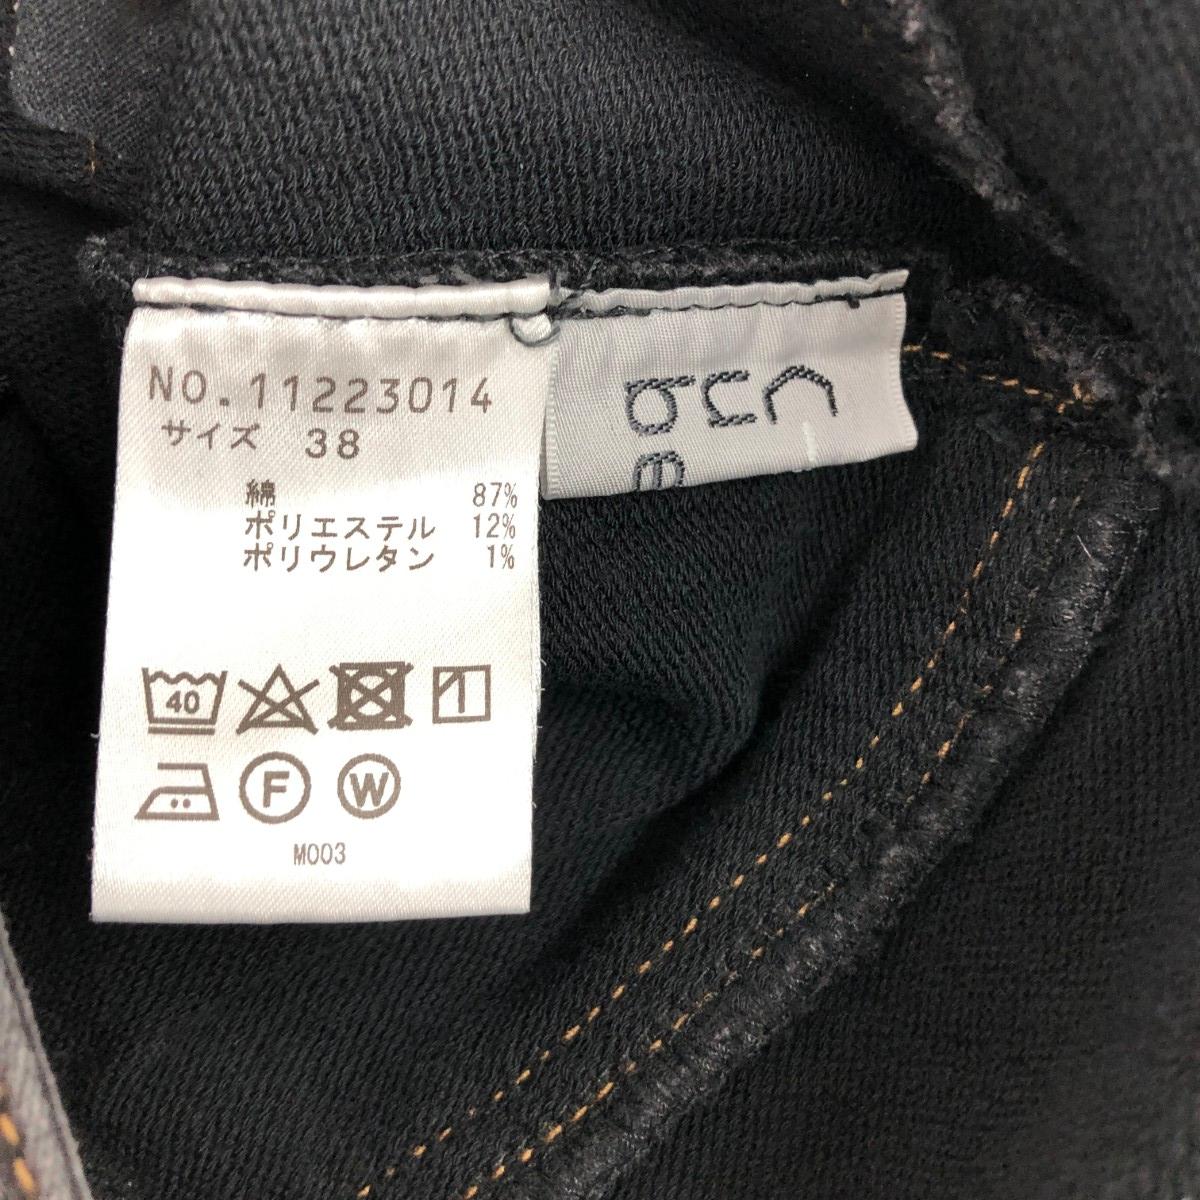 NO.11223014
サイズ 38
綿 87%
ポリエステル 12%
ポリウレタン 1%
40
F
W
M003